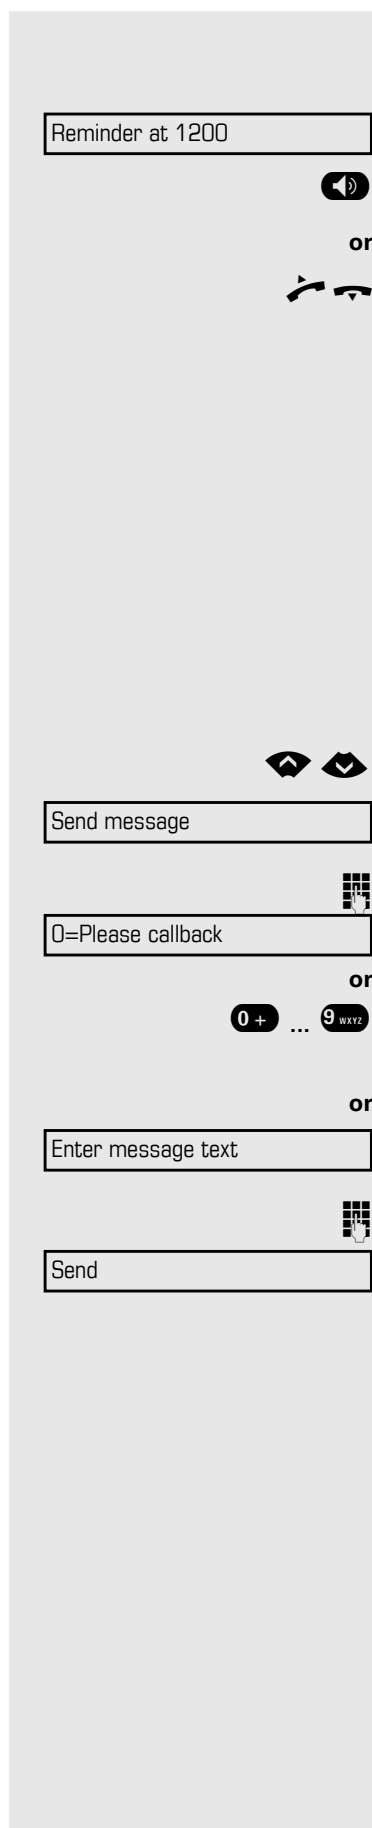 Reminder at 1200
or
Send message
0=Please callback
or
0 + ... 9 WXYZ
or
Enter message text
Send